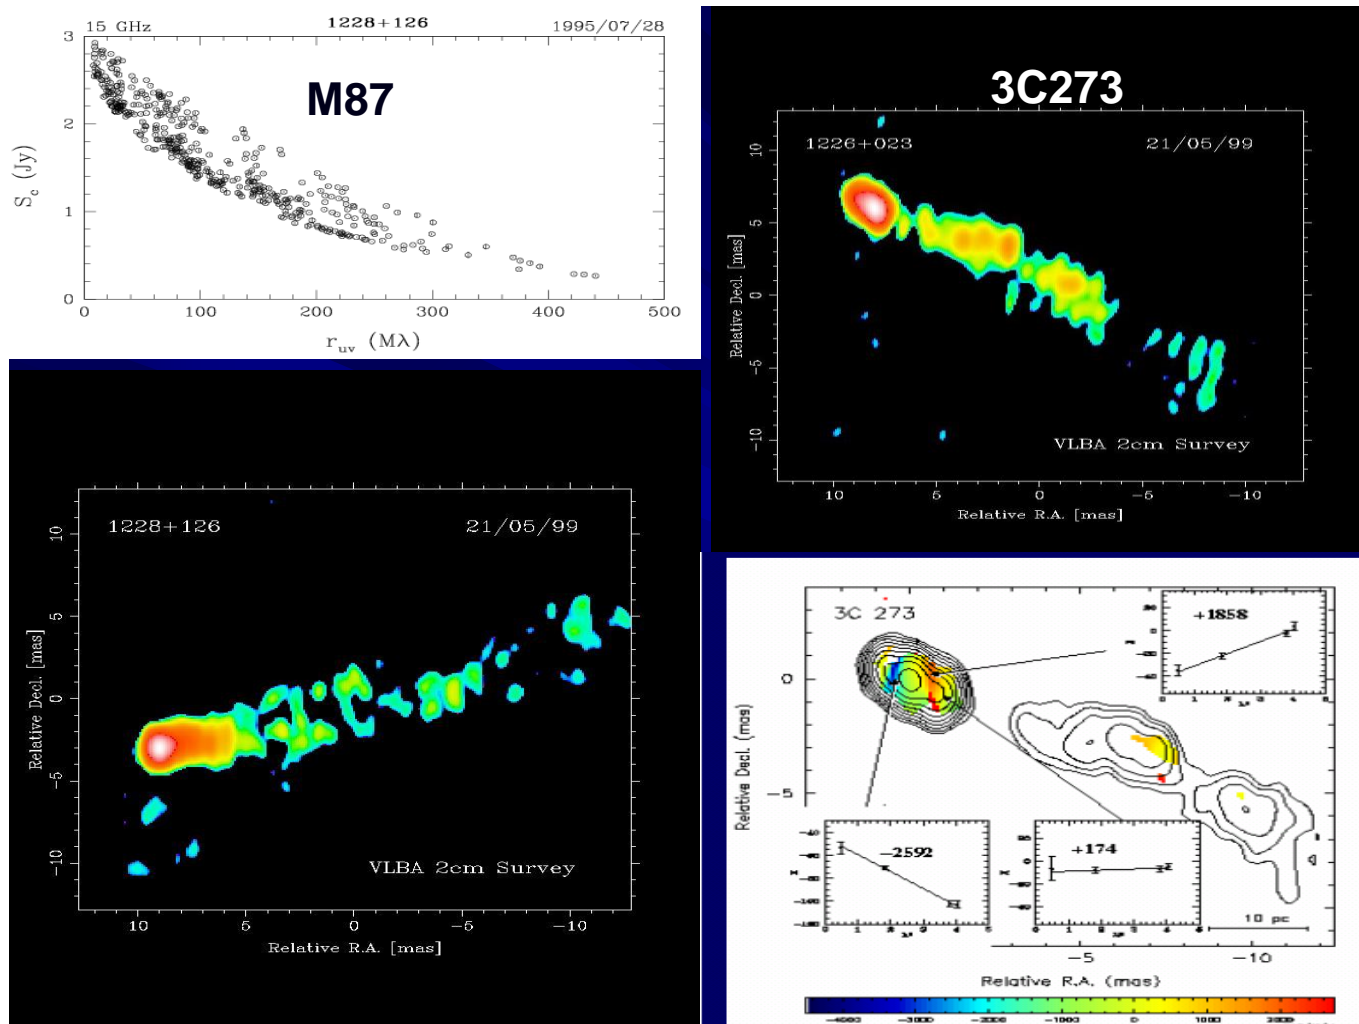 15 GHz 1228+126 1995/07/28
M87
3
2
1
0
S_c (Jy)
0 100 200 300 400 500
r_uv (Mλ)
3C273
1226+023 21/05/99
10
5
0
−5
−10
Relative Decl. [mas]
VLBA 2cm Survey
10 5 0 −5 −10
Relative R.A. [mas]
1228+126 21/05/99
10
5
0
−5
−10
Relative Decl. [mas]
VLBA 2cm Survey
10 5 0 −5 −10
Relative R.A. [mas]
3C 273
+1858
0
−5
Relative Decl. (mas)
−2592
+174
10 pc
−5 −10
Relative R.A. (mas)